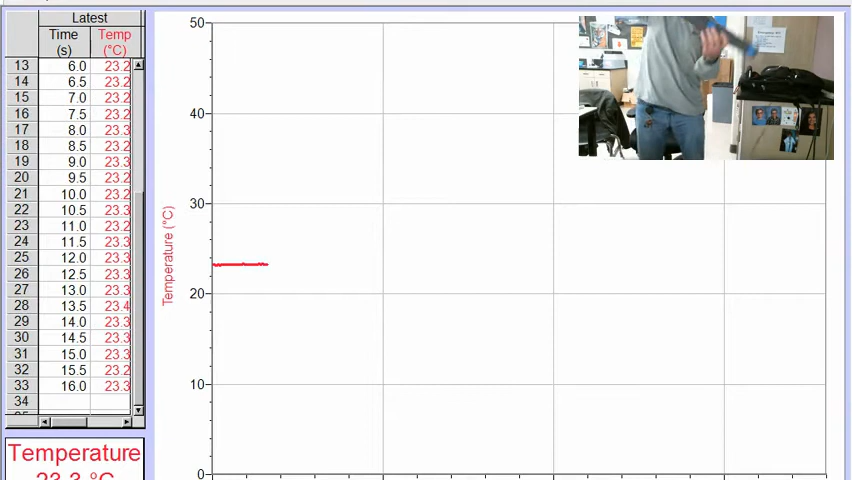 Latest
Time Temp
(s) (°C)
13 6.0 23.2
14 6.5 23.2
15 7.0 23.2
16 7.5 23.2
17 8.0 23.3
18 8.5 23.2
19 9.0 23.3
20 9.5 23.2
21 10.0 23.2
22 10.5 23.3
23 11.0 23.2
24 11.5 23.3
25 12.0 23.3
26 12.5 23.3
27 13.0 23.3
28 13.5 23.4
29 14.0 23.3
30 14.5 23.3
31 15.0 23.3
32 15.5 23.2
33 16.0 23.3
34
Temperature
23.3 °C
Temperature (°C)
50
40
30
20
10
0